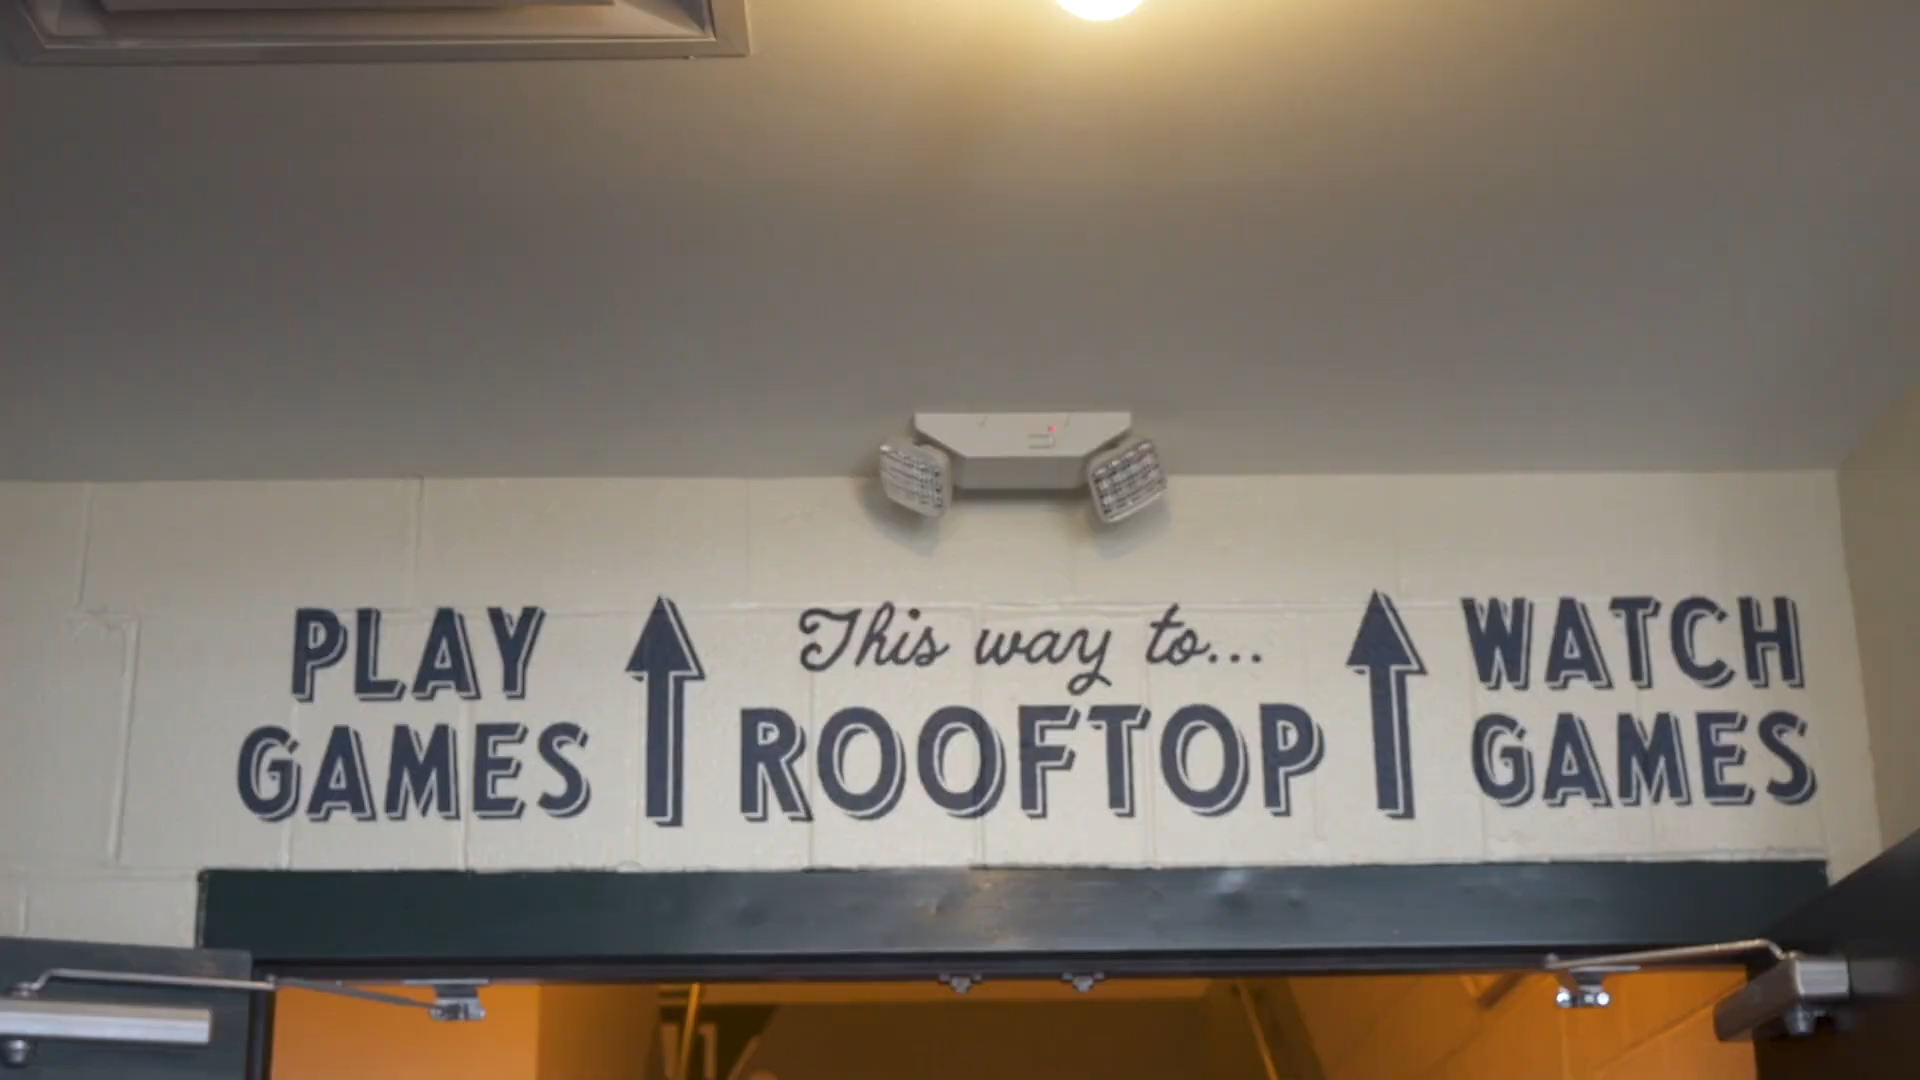 PLAY
GAMES
This way to...
ROOFTOP
WATCH
GAMES